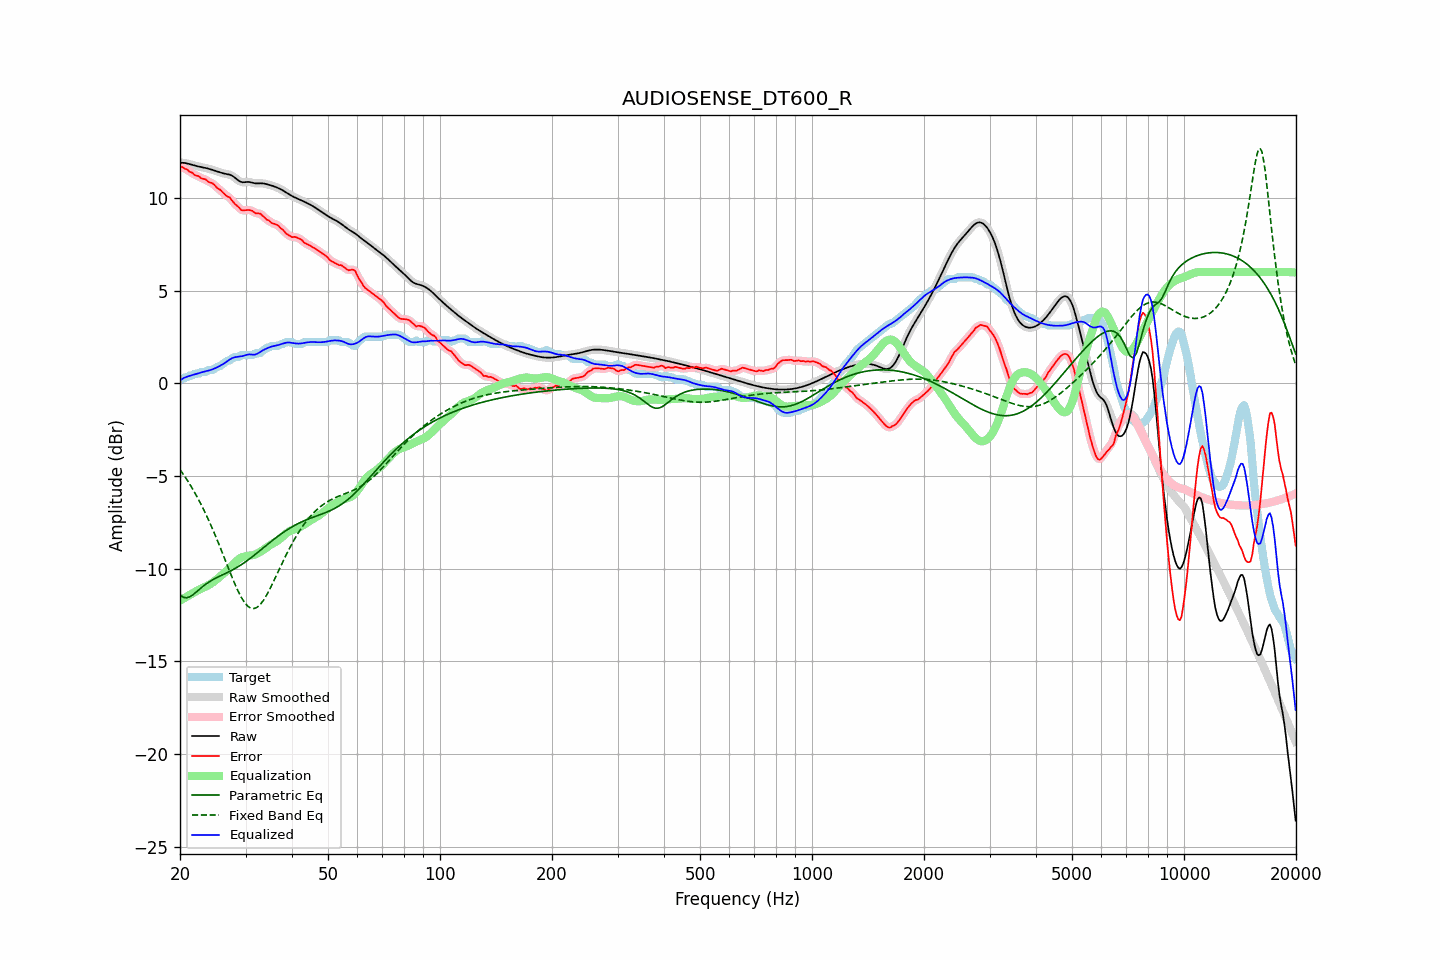 AUDIOSENSE_DT600_R
Amplitude (dBr)
10
5
0
−5
−10
−15
−20
−25
Target
Raw Smoothed
Error Smoothed
Raw
Error
Equalization
Parametric Eq
Fixed Band Eq
Equalized
20 50 100 200 500 1000 2000 5000 10000 20000
Frequency (Hz)